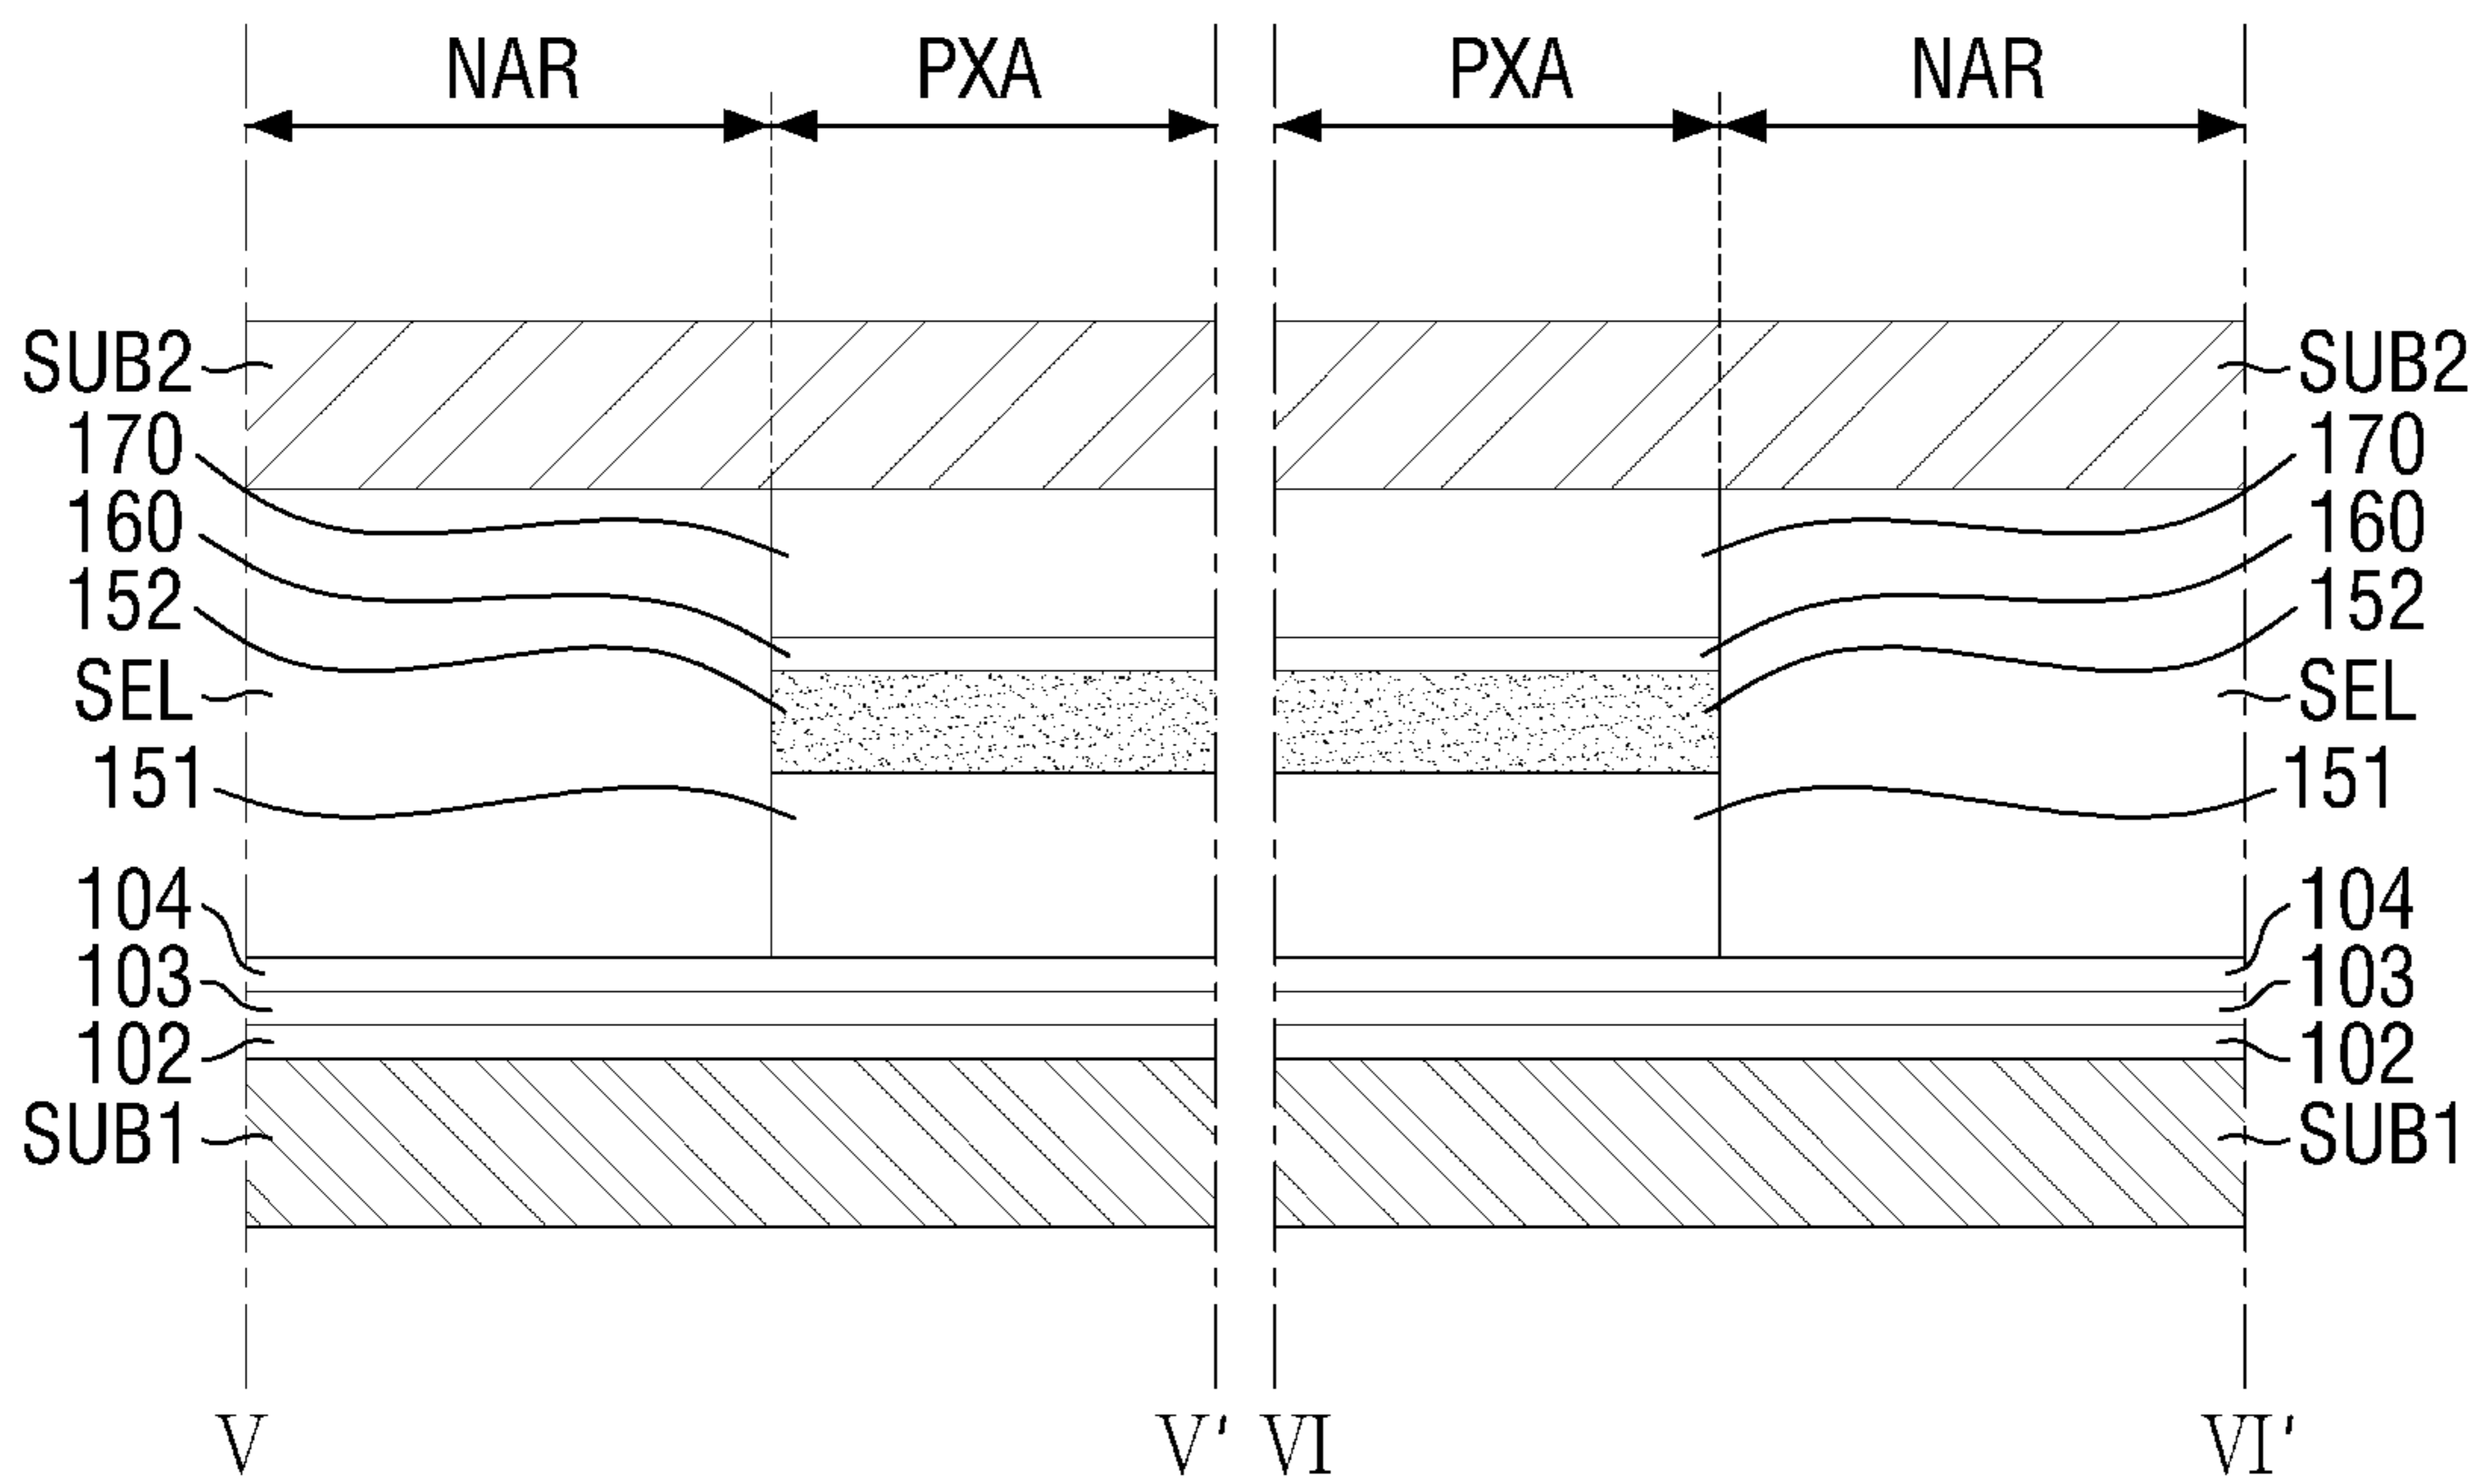 NAR PXA PXA NAR
SUB2 SUB2
170 170
160 160
152 152
SEL SEL
151 151
104 104
103 103
102 102
SUB1 SUB1
V V' VI VI'